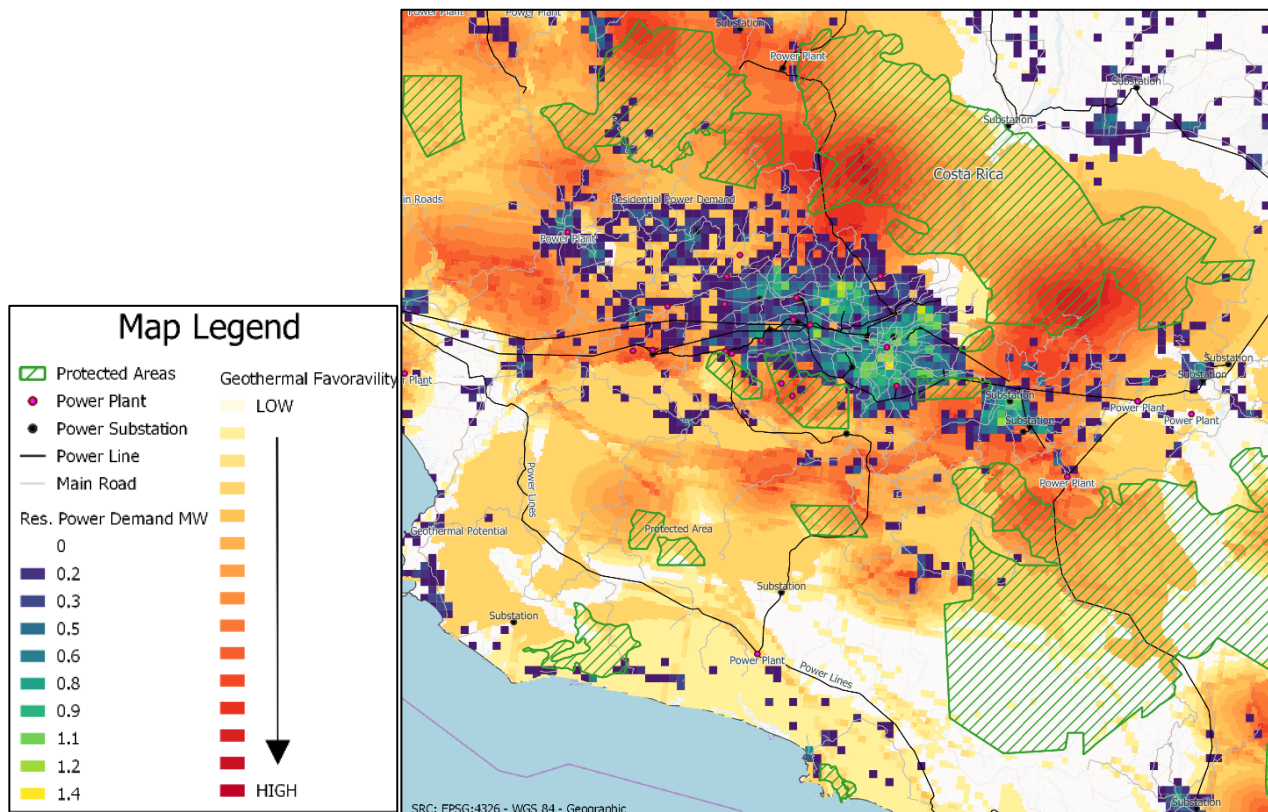 Map Legend
Protected Areas
Power Plant
Power Substation
Power Line
Main Road
Res. Power Demand MW
0
0.2
0.3
0.5
0.6
0.8
0.9
1.1
1.2
1.4
Geothermal Favoravility
LOW
HIGH
Power Plant
Power Plant
Substation
Power Plant
Substation
Substation
Costa Rica
in Roads
Residential Power Demand
Power Plant
r Plant
Substation
Substation
Substation
Power Plant
Substation
Power Plant
Power Plant
Power Lines
Geothermal Potential
Protected Area
Substation
Substation
Power Plant
Power Lines
Substation
SRC: EPSG:4326 - WGS 84 - Geographic